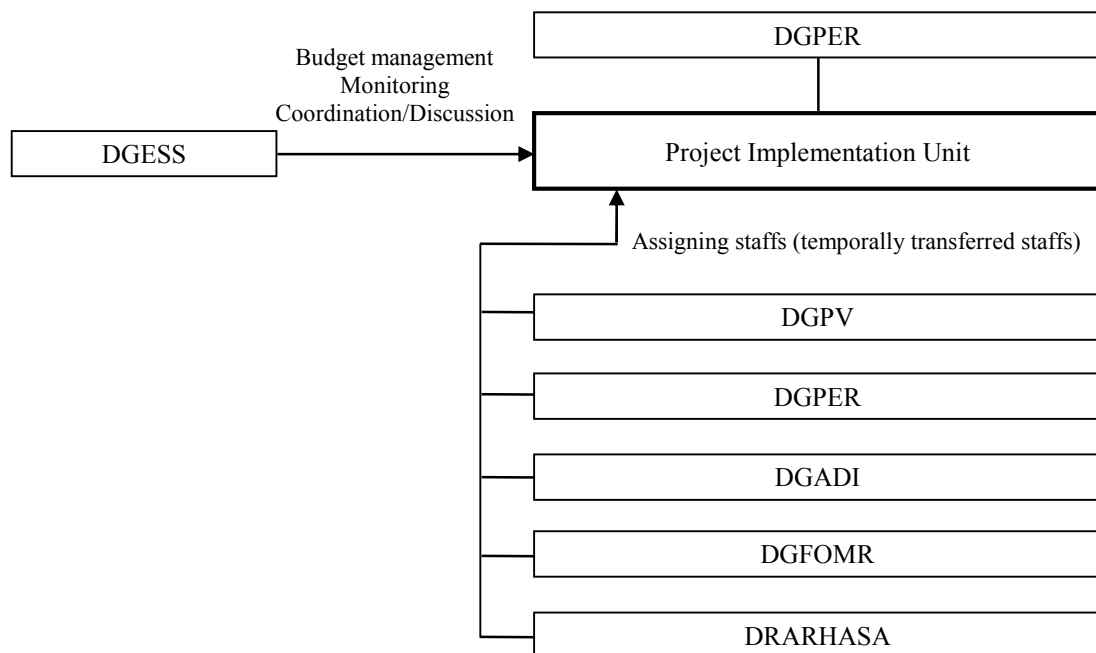 DGPER
Budget management
Monitoring
Coordination/Discussion
DGESS
Project Implementation Unit
Assigning staffs (temporally transferred staffs)
DGPV
DGPER
DGADI
DGFOMR
DRARHASA